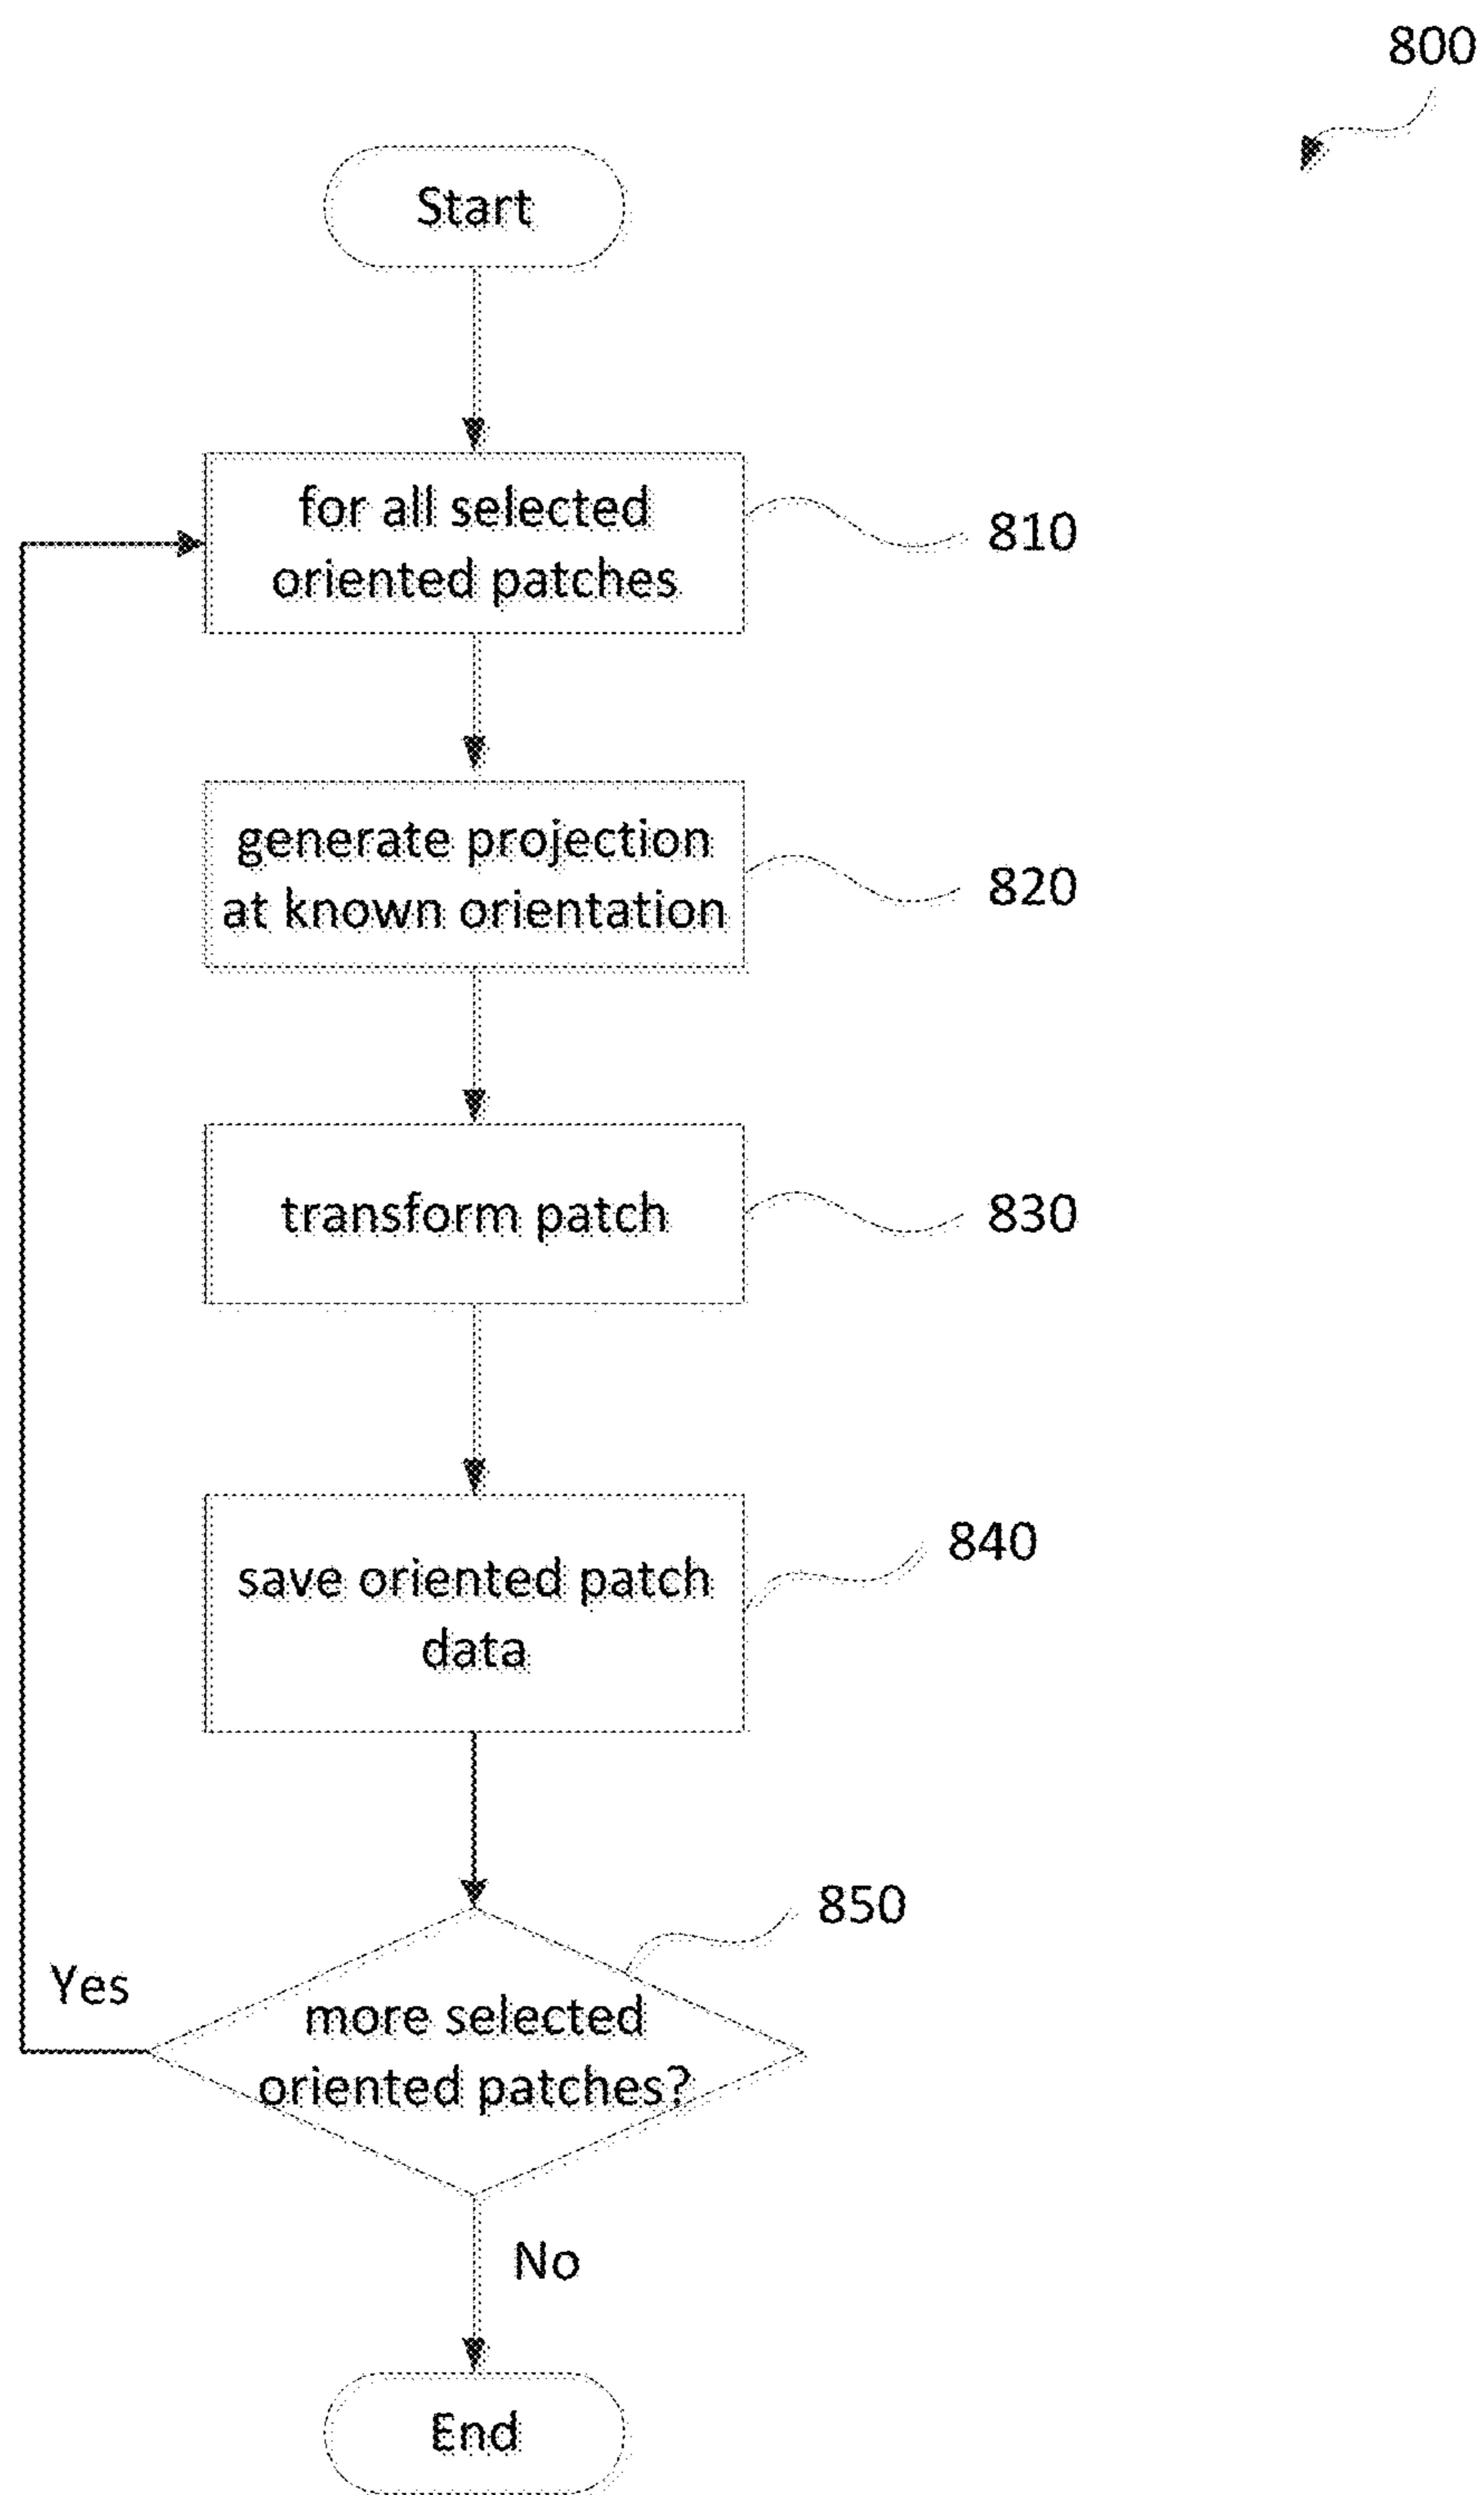 800
Start
for all selected
oriented patches
810
generate projection
at known orientation
820
transform patch
830
save oriented patch
data
840
850
more selected
oriented patches?
Yes
No
End